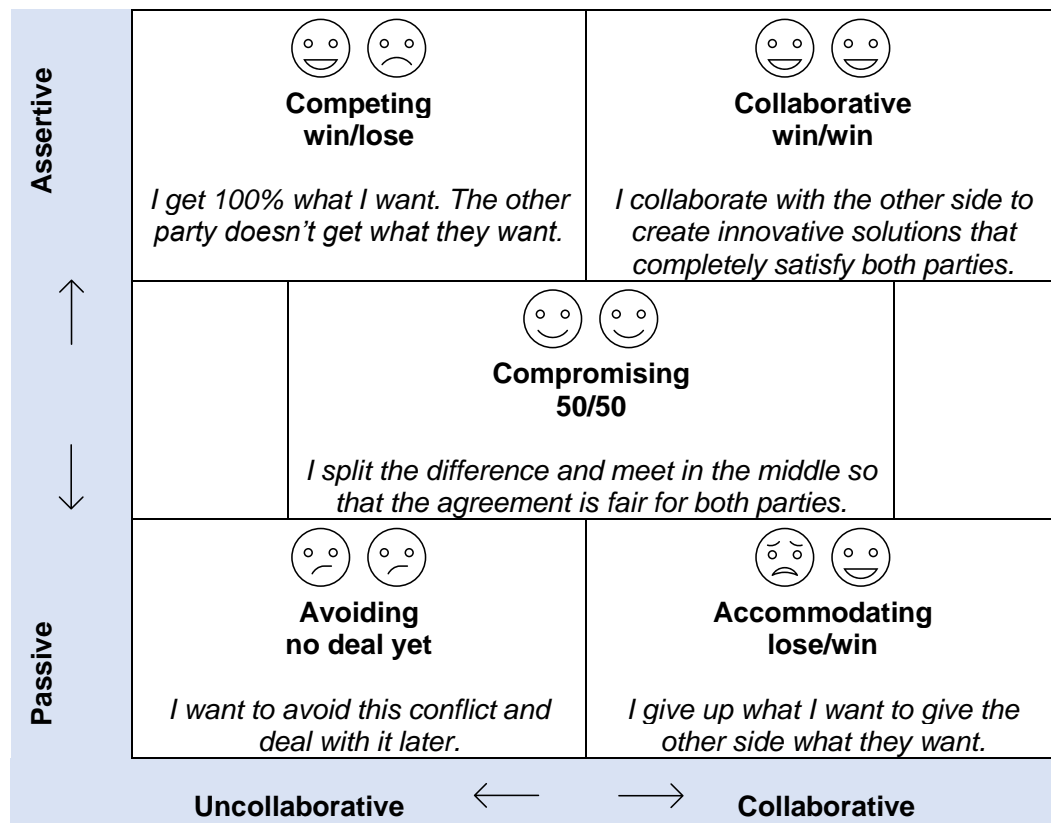 Assertive
Competing
win/lose
I get 100% what I want. The other
party doesn’t get what they want.
Collaborative
win/win
I collaborate with the other side to
create innovative solutions that
completely satisfy both parties.
Compromising
50/50
I split the difference and meet in the middle so
that the agreement is fair for both parties.
Passive
Avoiding
no deal yet
I want to avoid this conflict and
deal with it later.
Accommodating
lose/win
I give up what I want to give the
other side what they want.
Uncollaborative
Collaborative